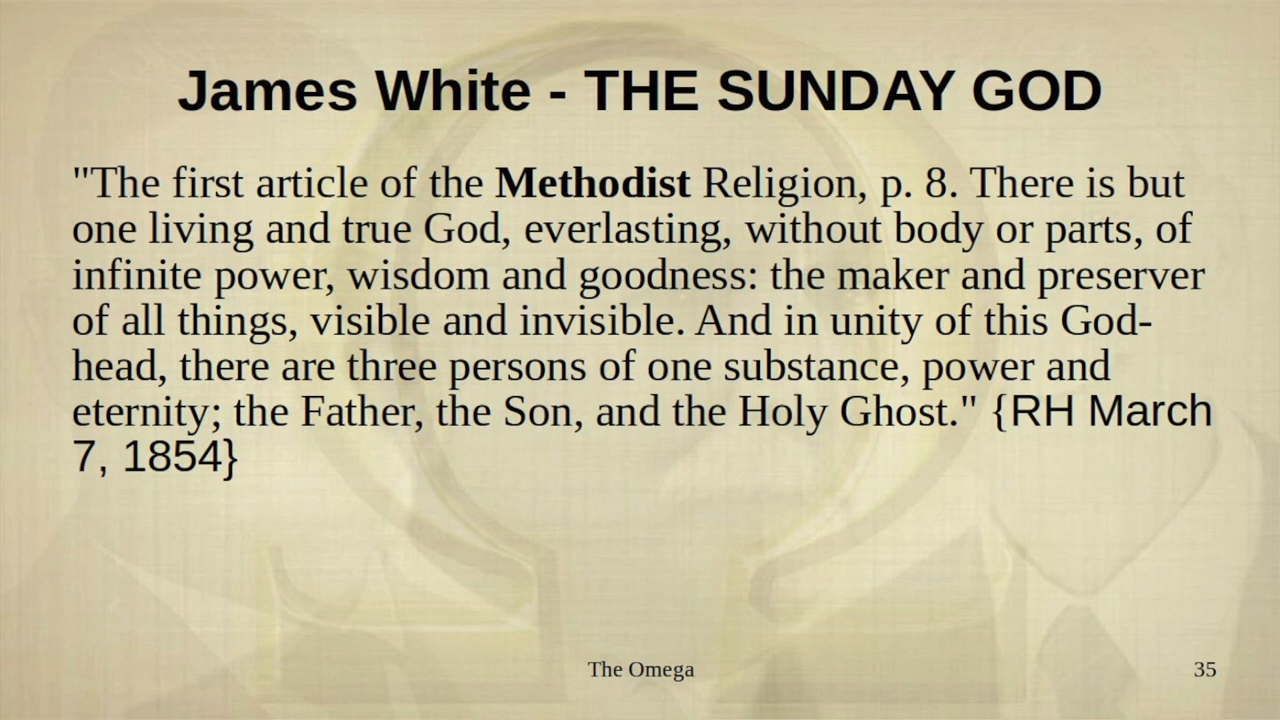 James White - THE SUNDAY GOD
"The first article of the Methodist Religion, p. 8. There is but
one living and true God, everlasting, without body or parts, of
infinite power, wisdom and goodness: the maker and preserver
of all things, visible and invisible. And in unity of this God-
head, there are three persons of one substance, power and
eternity; the Father, the Son, and the Holy Ghost." {RH March
7, 1854}
The Omega
35